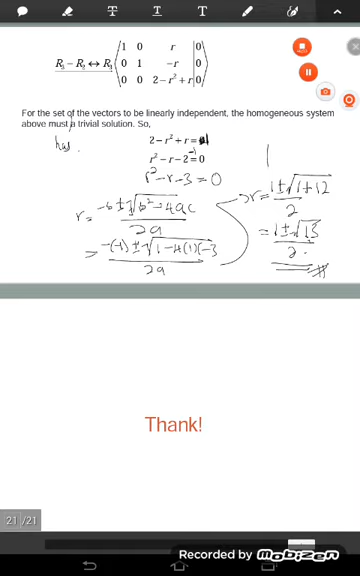 R₃ − R₂ ↔ R₃ ⟨ 1 0 r | 0
0 1 −r | 0
0 0 2−r²+r | 0 ⟩
For the set of the vectors to be linearly independent, the homogeneous system
above must a trivial solution. So,
has
2−r²+r=
r²−r−2=0
r²−r−3=0
r=−b±√b²−4ac
2a
=−(−1)±√1−4(1)(−3
2a
r=1±√1+12
2
=1±√13
2
Thank!
21 /21
Recorded by mobizen